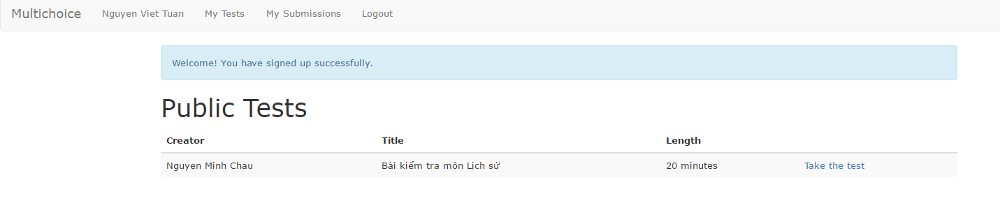 Multichoice Nguyen Viet Tuan My Tests My Submissions Logout
Welcome! You have signed up successfully.
Public Tests
Creator Title Length
Nguyen Minh Chau Bài kiểm tra môn Lịch sử 20 minutes Take the test